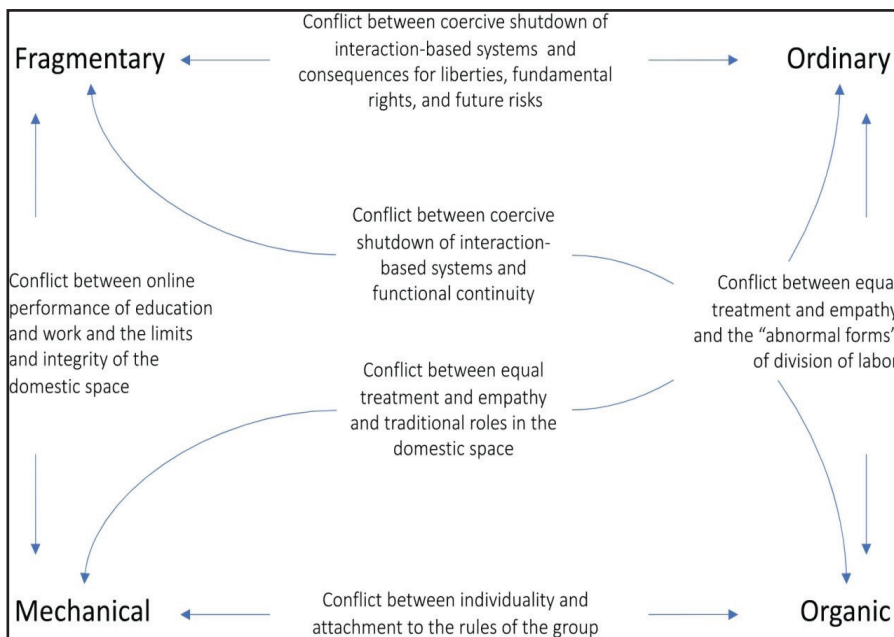 Fragmentary
Conflict between coercive shutdown of
interaction-based systems and
consequences for liberties, fundamental
rights, and future risks
Ordinary
Conflict between coercive
shutdown of interaction-
based systems and
functional continuity
Conflict between online
performance of education
and work and the limits
and integrity of the
domestic space
Conflict between equa
treatment and empathy
and the “abnormal forms”
of division of labor
Conflict between equal
treatment and empathy
and traditional roles in the
domestic space
Mechanical
Conflict between individuality and
attachment to the rules of the group
Organic